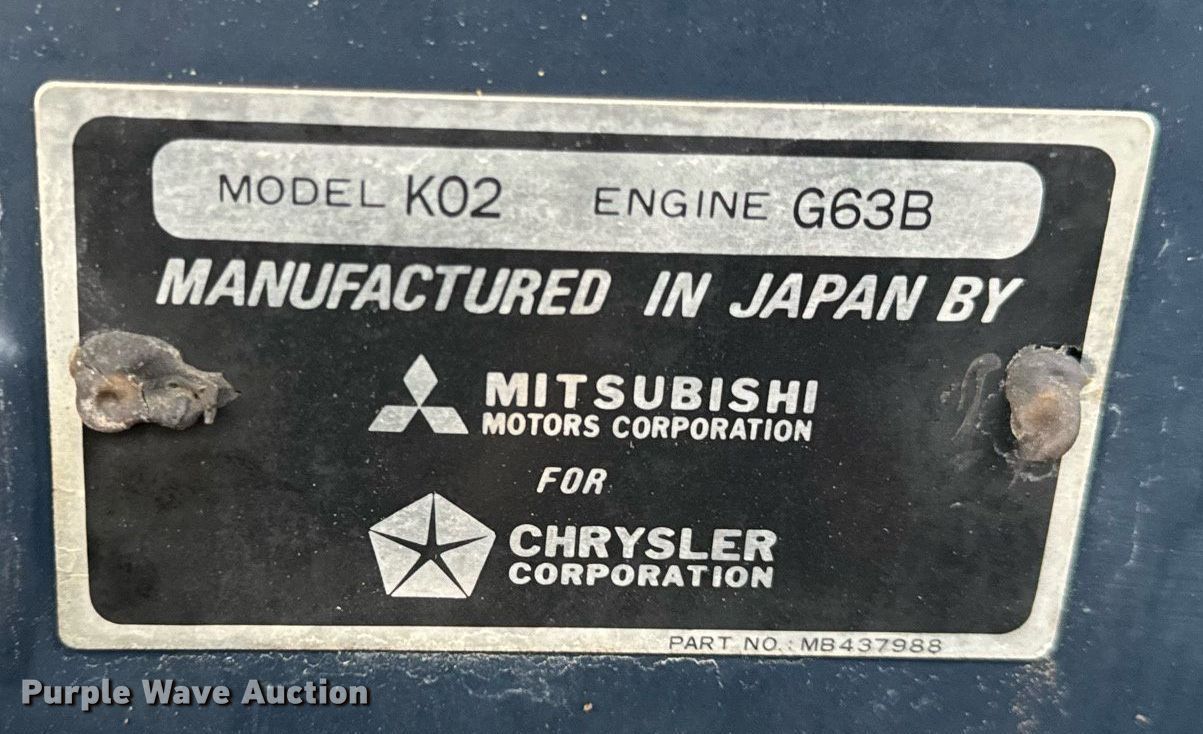 MODEL K02 ENGINE G63B
MANUFACTURED IN JAPAN BY
MITSUBISHI
MOTORS CORPORATION
FOR
CHRYSLER
CORPORATION
PART NO.: MB437988
Purple Wave Auction